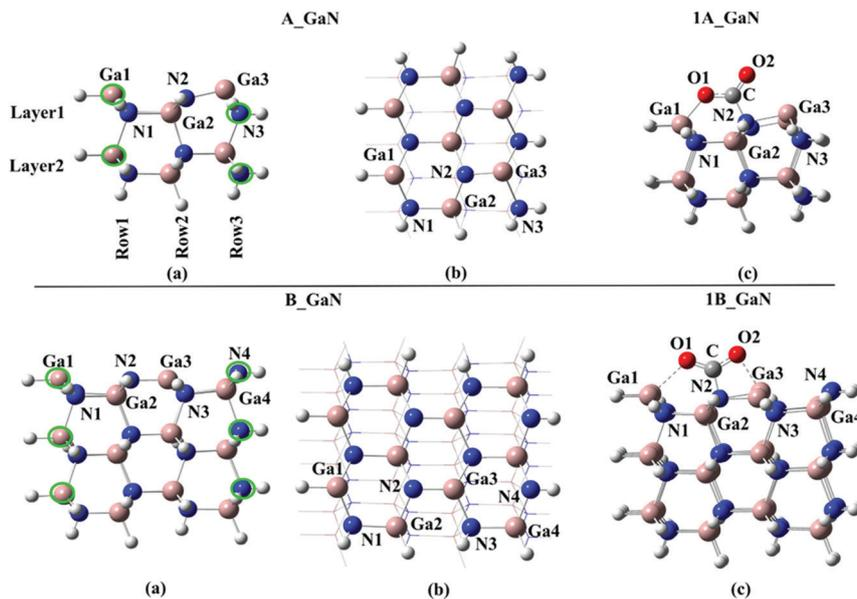 A_GaN
1A_GaN
Ga1
N2
Ga3
Layer1
N1
Ga2
N3
Layer2
Row1
Row2
Row3
(a)
Ga1
N2
Ga3
Ga2
N1
N3
(b)
O2
O1
C
Ga1
N2
Ga3
N1
Ga2
N3
(c)
B_GaN
1B_GaN
Ga1
N2
Ga3
N4
N1
Ga2
N3
Ga4
(a)
Ga1
N2
Ga3
N4
Ga2
N1
N3
Ga4
(b)
O1
C
O2
Ga1
Ga3
N4
N2
N1
Ga2
N3
Ga4
(c)